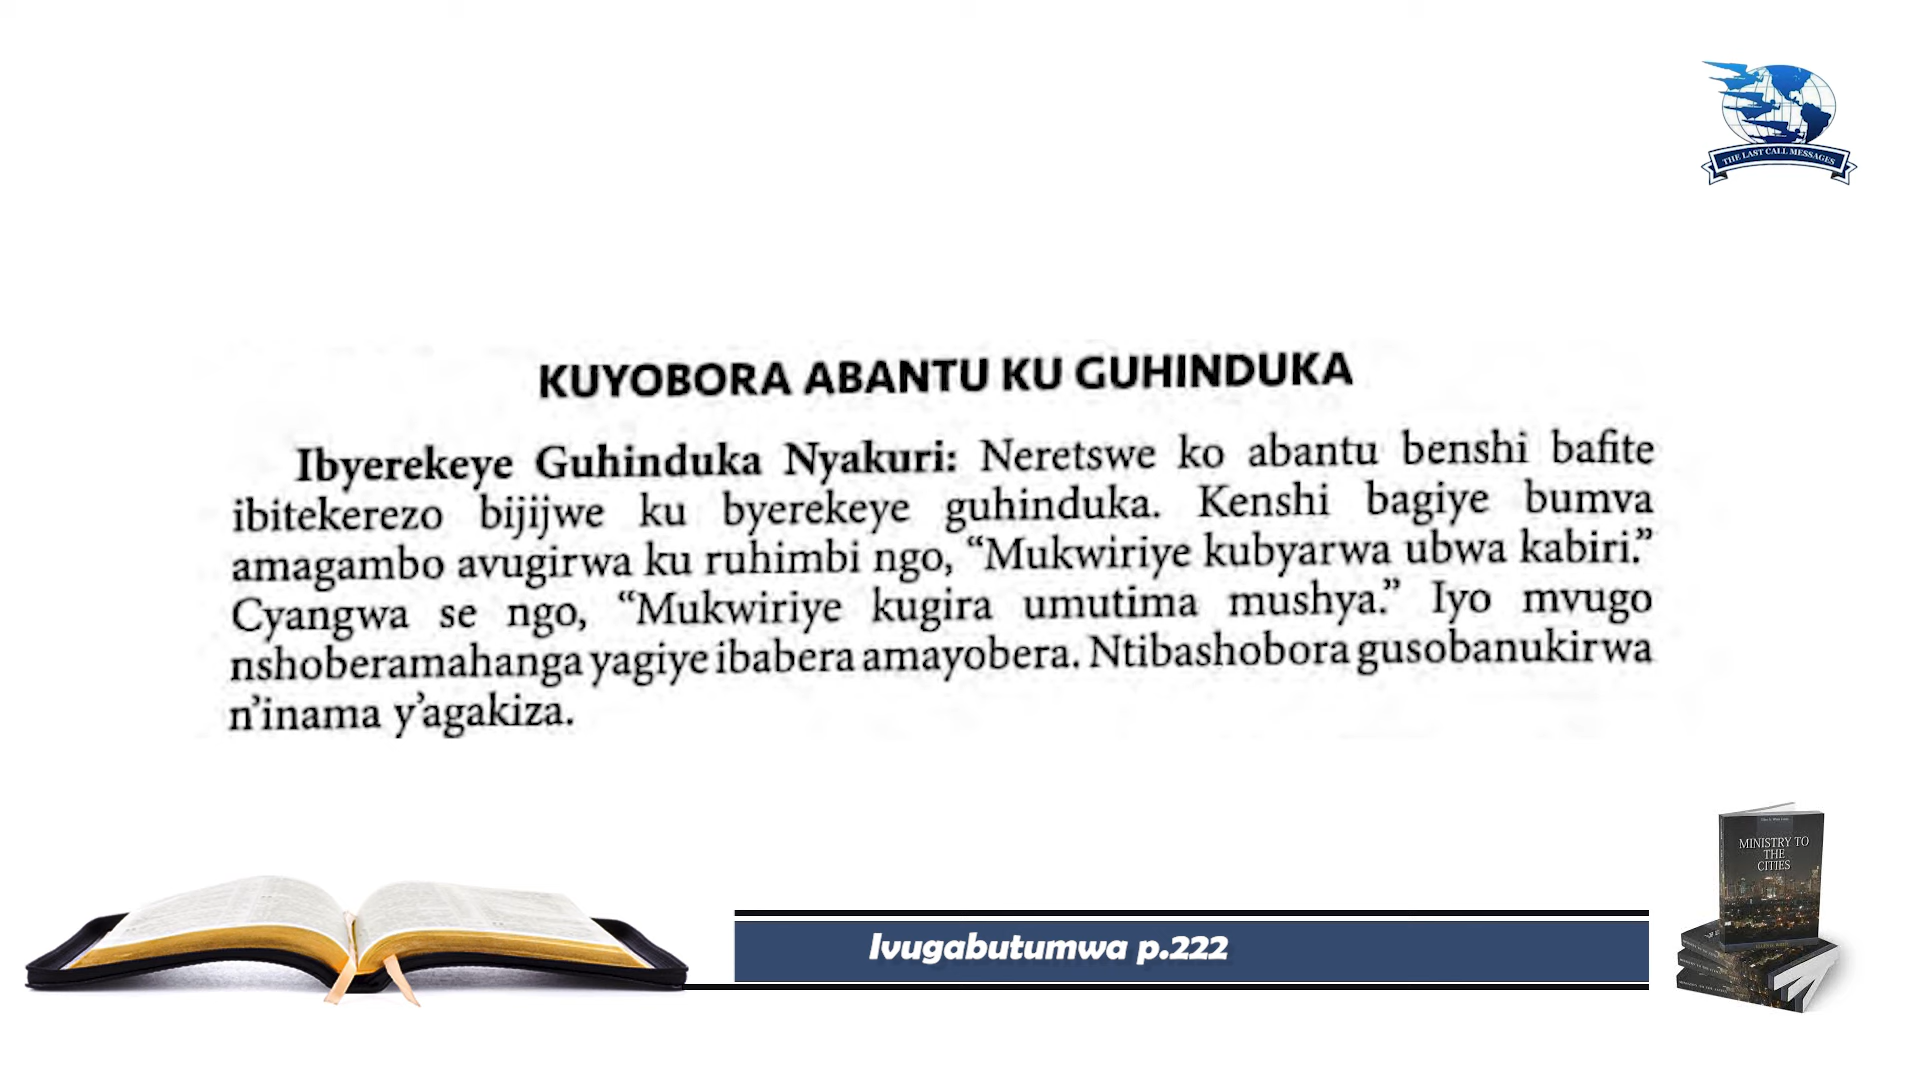 THE LAST CALL MESSAGES
KUYOBORA ABANTU KU GUHINDUKA
Ibyerekeye Guhinduka Nyakuri: Neretswe ko abantu benshi bafite
ibitekerezo bijijwe ku byerekeye guhinduka. Kenshi bagiye bumva
amagambo avugirwa ku ruhimbi ngo, “Mukwiriye kubyarwa ubwa kabiri.”
Cyangwa se ngo, “Mukwiriye kugira umutima mushya.” Iyo mvugo
nshoberamahanga yagiye ibabera amayobera. Ntibashobora gusobanukirwa
n’inama y’agakiza.
MINISTRY TO
THE
CITIES
Ivugabutumwa p.222